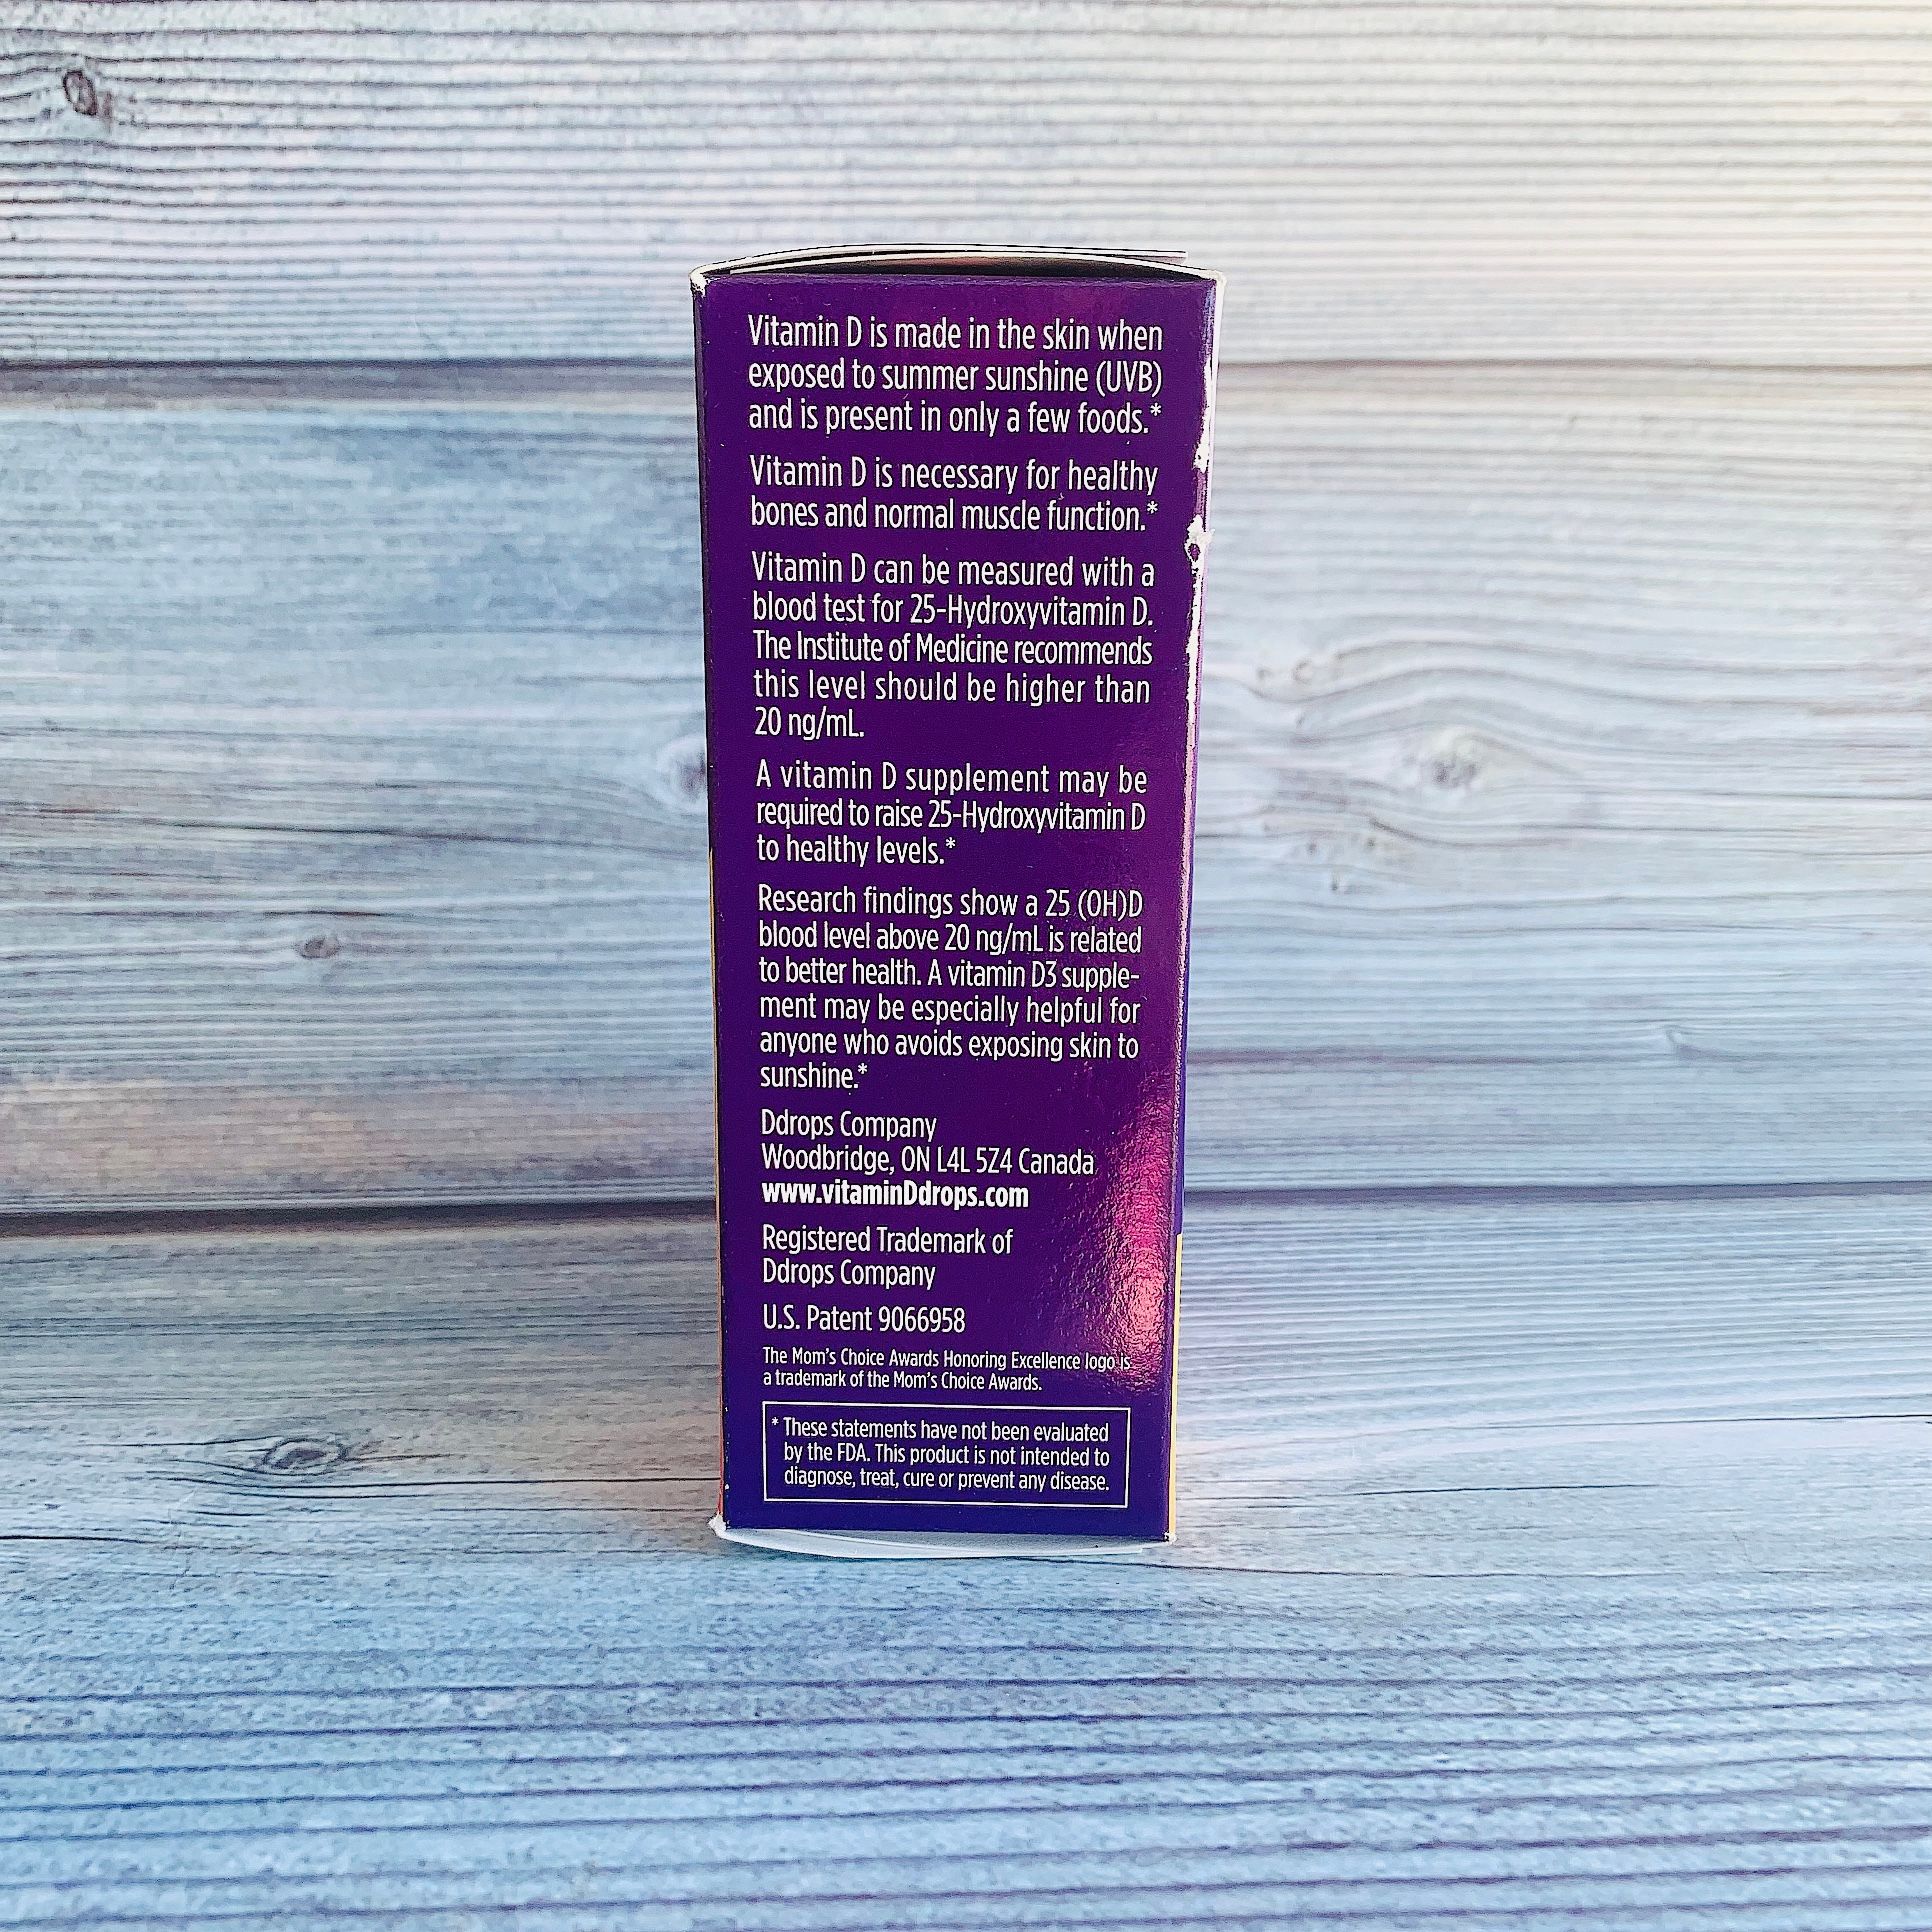 Vitamin D is made in the skin when
exposed to summer sunshine (UVB)
and is present in only a few foods.*
Vitamin D is necessary for healthy
bones and normal muscle function.*
Vitamin D can be measured with a
blood test for 25-Hydroxyvitamin D.
The Institute of Medicine recommends
this level should be higher than
20 ng/mL.
A vitamin D supplement may be
required to raise 25-Hydroxyvitamin D
to healthy levels.*
Research findings show a 25 (OH)D
blood level above 20 ng/mL is related
to better health. A vitamin D3 supple-
ment may be especially helpful for
anyone who avoids exposing skin to
sunshine.*
Ddrops Company
Woodbridge, ON L4L 5Z4 Canada
www.vitaminDdrops.com
Registered Trademark of
Ddrops Company
U.S. Patent 9066958
The Mom's Choice Awards Honoring Excellence logo is
a trademark of the Mom's Choice Awards.
* These statements have not been evaluated
by the FDA. This product is not intended to
diagnose, treat, cure or prevent any disease.